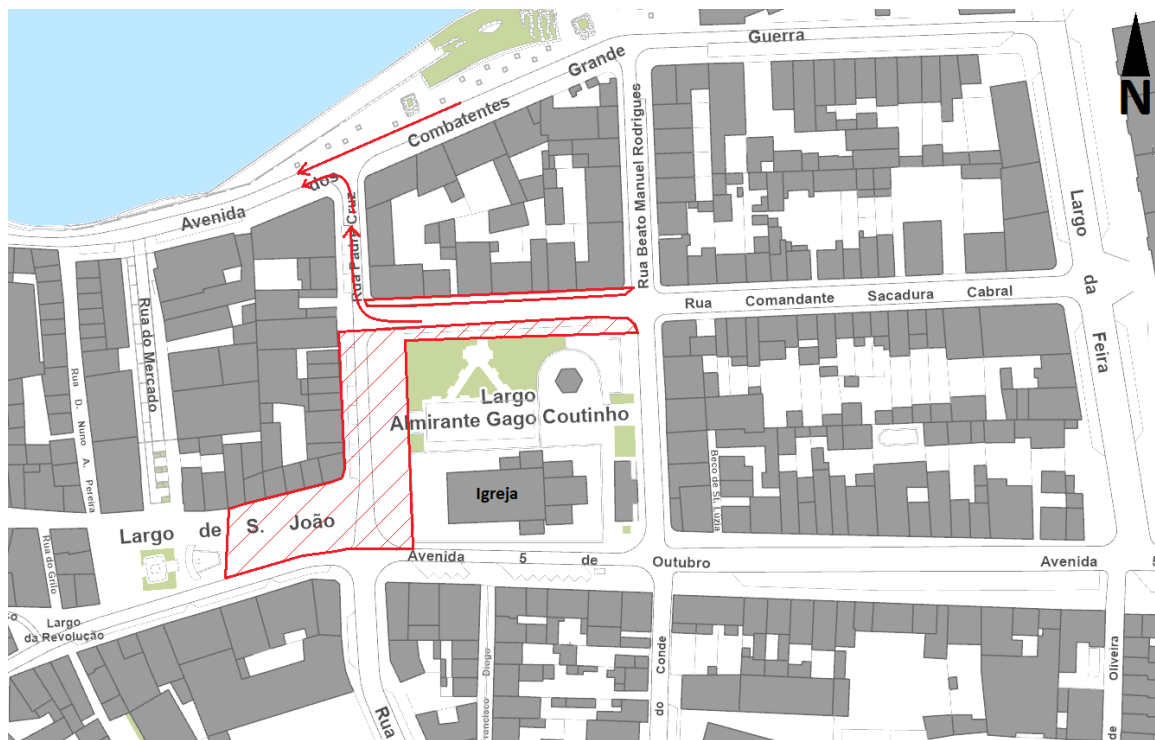 Guerra
N
Grande
Combatentes
dos
Avenida
Rua Padre Cruz
Rua Beato Manuel Rodrigues
Largo
da
Feira
Rua Comandante Sacadura Cabral
Rua do Mercado
Rua D. Nuno A. Pereira
Largo
Almirante Gago Coutinho
Igreja
Beco de St. Luzia
Largo de S. João
Rua do Grilo
Avenida 5 de Outubro Avenida 5
Largo
da Revolução
Rua
Diogo
do Conde
de Oliveira